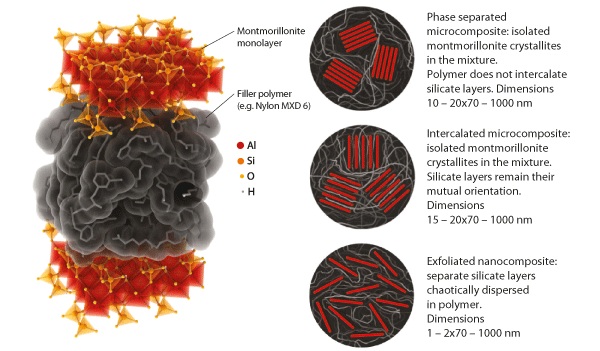 Montmorillonite
monolayer
Filler polymer
(e.g. Nylon MXD 6)
Al
Si
O
H
Phase separated
microcomposite: isolated
montmorillonite crystallites
in the mixture.
Polymer does not intercalate
silicate layers. Dimensions
10 – 20x70 – 1000 nm
Intercalated microcomposite:
isolated montmorillonite
crystallites in the mixture.
Silicate layers remain their
mutual orientation.
Dimensions
15 – 20x70 – 1000 nm
Exfoliated nanocomposite:
separate silicate layers
chaotically dispersed
in polymer.
Dimensions
1 – 2x70 – 1000 nm